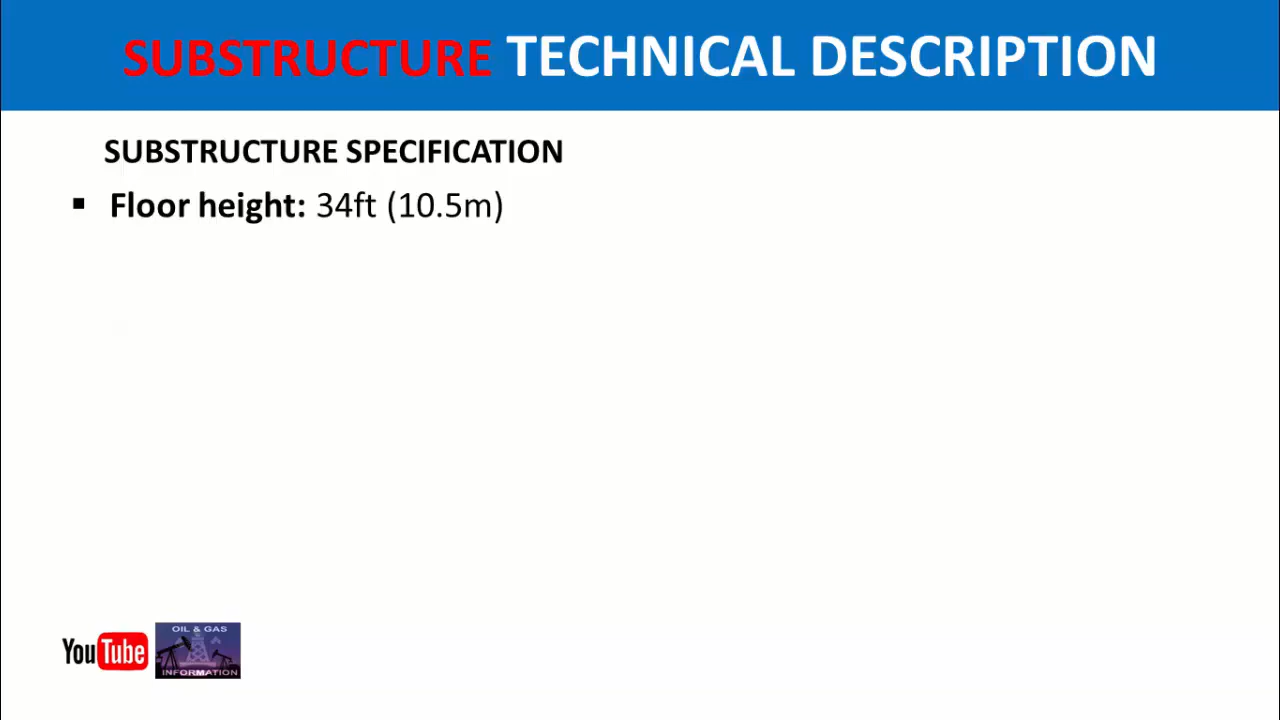 SUBSTRUCTURE TECHNICAL DESCRIPTION
SUBSTRUCTURE SPECIFICATION
▪ Floor height: 34ft (10.5m)
YouTube
OIL & GAS
INFORMATION